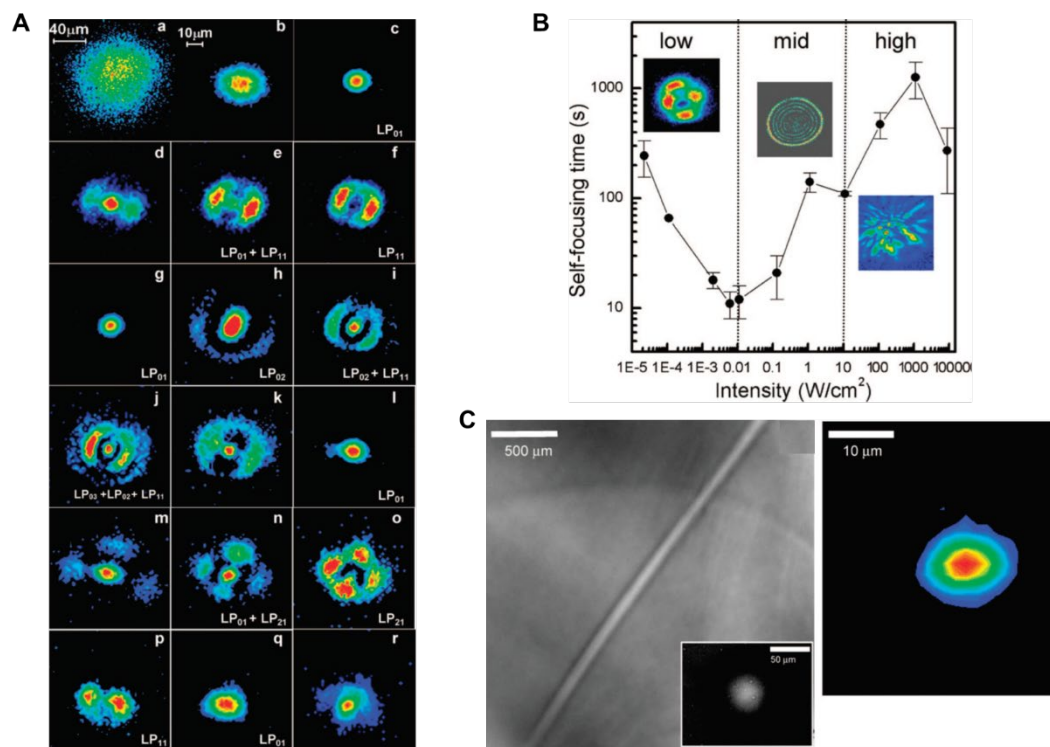 A
40µm
a
10µm
b
c
LP01
d
e
LP01 + LP11
f
LP11
g
LP01
h
LP02
i
LP02 + LP11
j
LP03 +LP02 + LP11
k
l
LP01
m
n
LP01 + LP21
o
LP21
p
LP11
q
LP01
r
B
low
mid
high
Self-focusing time (s)
1000
100
10
1E-5 1E-4 1E-3 0.01 0.1 1 10 100 1000 100000
Intensity (W/cm2)
C
500 µm
50 µm
10 µm